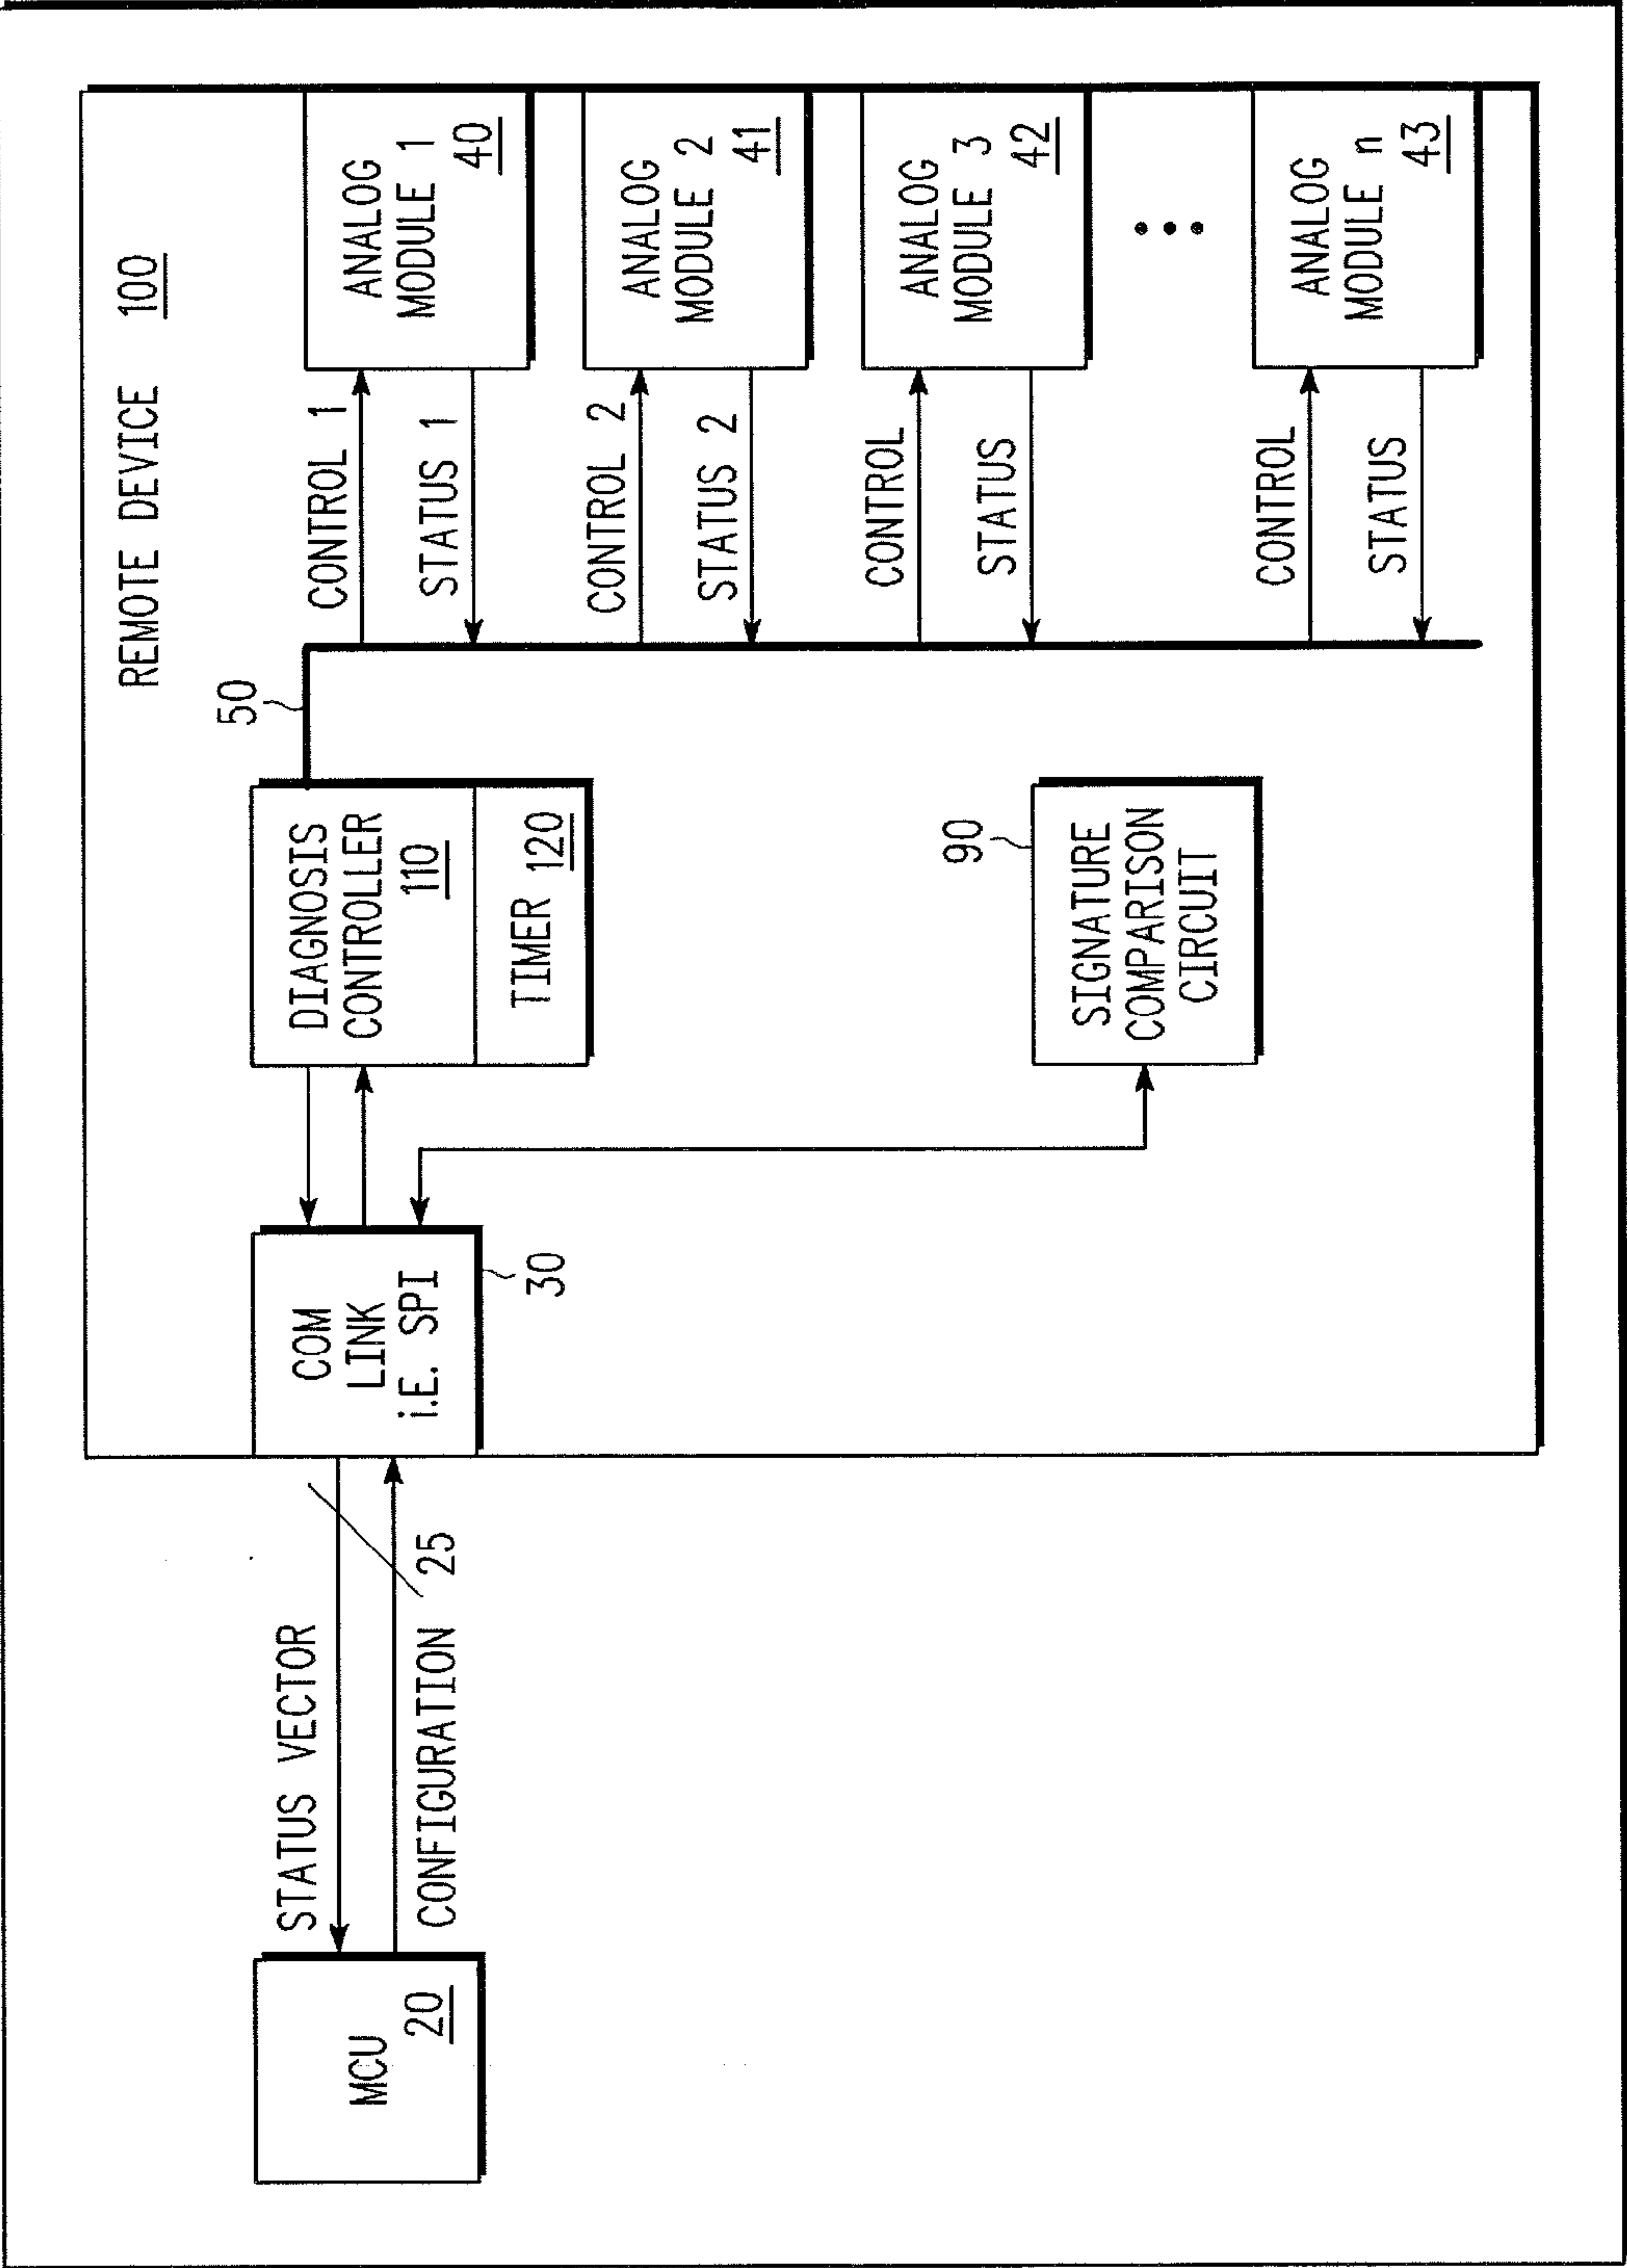 REMOTE DEVICE 100
MCU
20
STATUS VECTOR
CONFIGURATION
25
COM
LINK
i.E. SPI
30
DIAGNOSIS
CONTROLLER
110
TIMER 120
50
SIGNATURE
COMPARISON
CIRCUIT
90
CONTROL 1
STATUS 1
ANALOG
MODULE 1
40
CONTROL 2
STATUS 2
ANALOG
MODULE 2
41
CONTROL
STATUS
ANALOG
MODULE 3
42
CONTROL
STATUS
ANALOG
MODULE n
43